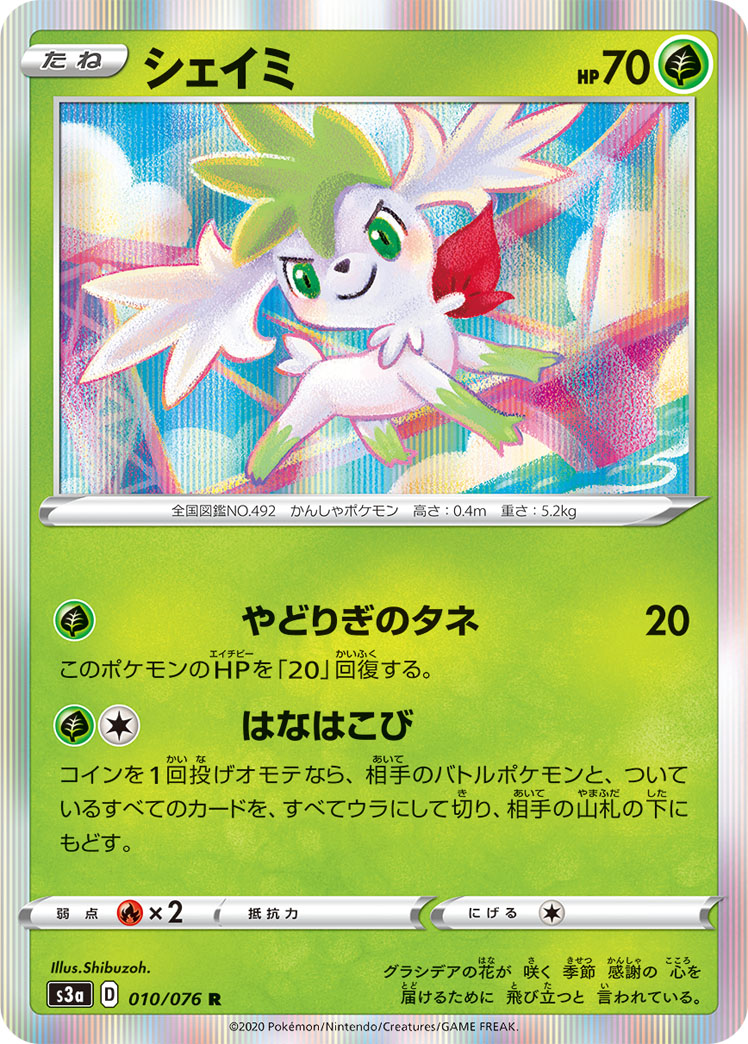 たね シェイミ HP70
全国図鑑NO.492 かんしゃポケモン 高さ:0.4m 重さ:5.2kg
やどりぎのタネ 20
エイチピー かいふく
このポケモンのHPを「20」回復する。
はなはこび
かい な あいて
コインを1回投げオモテなら、相手のバトルポケモンと、ついて
き あいて やまふだ した
いるすべてのカードを、すべてウラにして切り、相手の山札の下に
もどす。
弱点 ×2 抵抗力 にげる
Illus.Shibuzoh.
はな さ きせつ かんしゃ こころ
グラシデアの花が 咲く 季節 感謝の 心を
とど と た い
届けるために 飛び立つと 言われている。
s3a D 010/076 R
©2020 Pokémon/Nintendo/Creatures/GAME FREAK.